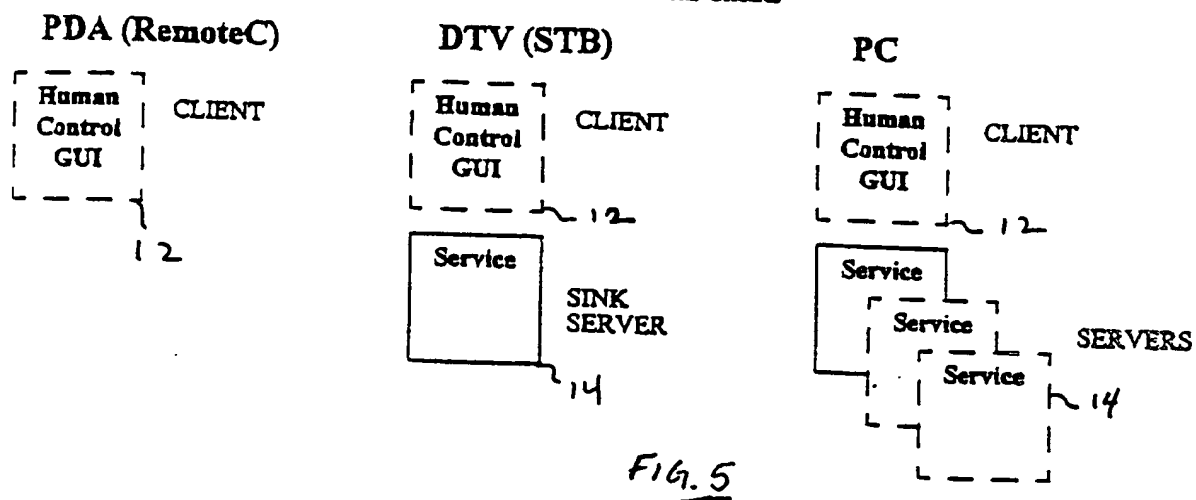 PDA (RemoteC)
Human
Control
GUI
CLIENT
12
DTV (STB)
Human
Control
GUI
CLIENT
12
Service
SINK
SERVER
14
PC
Human
Control
GUI
CLIENT
12
Service
Service
Service
SERVERS
14
FIG. 5